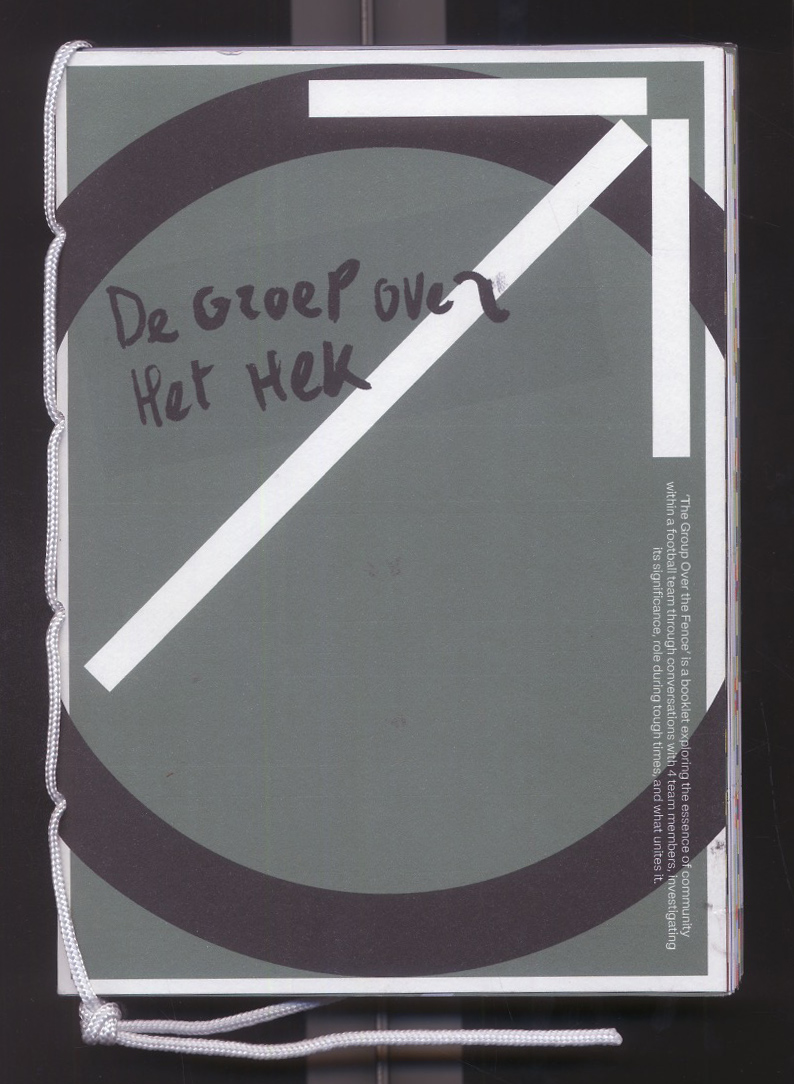 De Groep over
Het Hek
'The Group Over the Fence' is a booklet exploring the essence of community
within a football team through conversations with 4 team members, investigating
its significance, role during tough times, and what unites it.